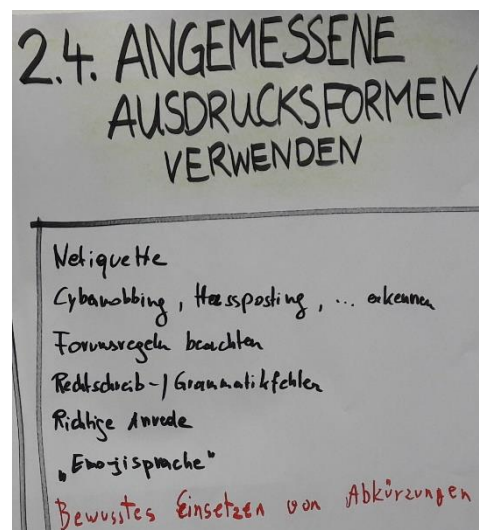 2.4. ANGEMESSENE
AUSDRUCKSFORMEN
VERWENDEN
Netiquette
Cybermobbing, Hassposting, ... erkennen
Forumsregeln beachten
Rechtschreib-/Grammatikfehler
Richtige Anrede
„Emojisprache"
Bewusstes Einsetzen von Abkürzungen